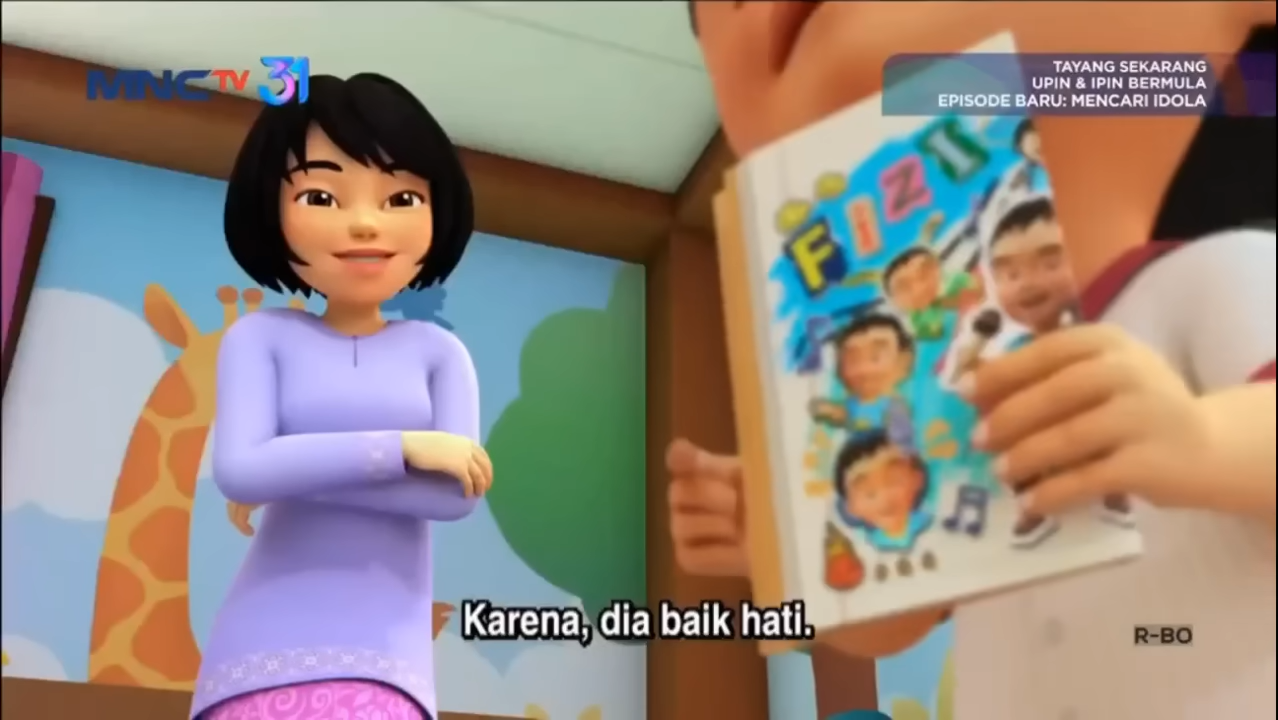 MNCTV 31
TAYANG SEKARANG
UPIN & IPIN BERMULA
EPISODE BARU: MENCARI IDOLA
FiZI
Karena, dia baik hati.
R-BO